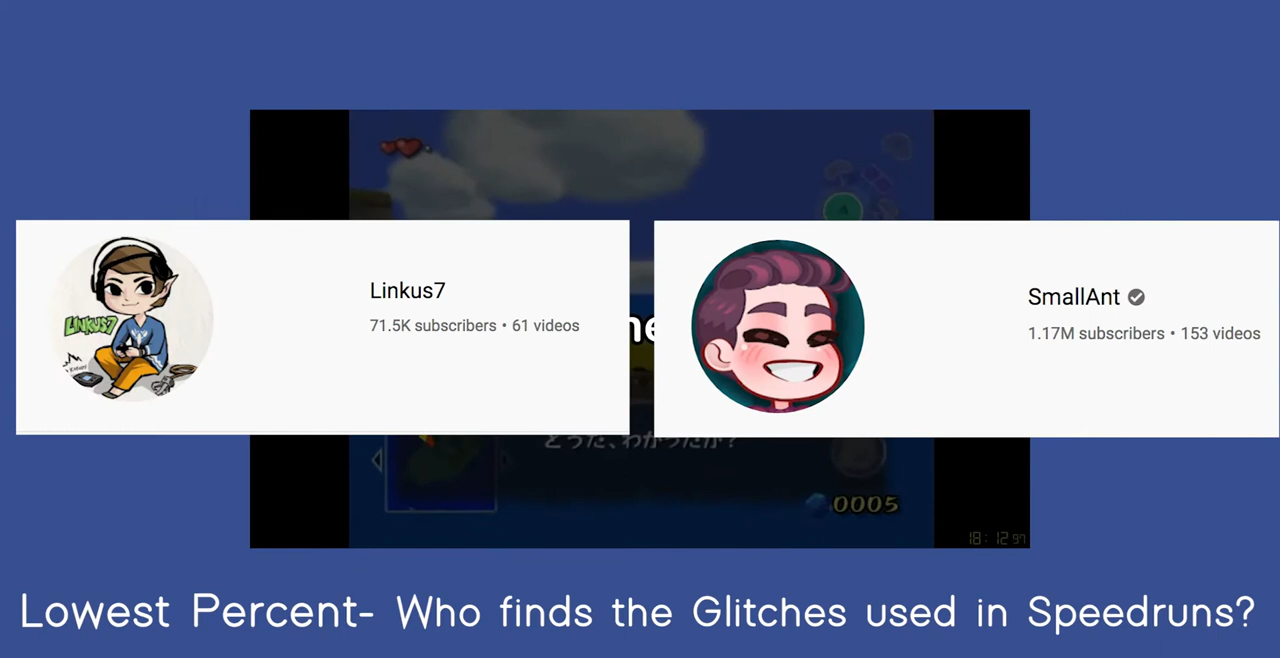 Linkus7
71.5K subscribers • 61 videos
LINKUS7
SmallAnt
1.17M subscribers • 153 videos
どうだ、わかったか?
0005
18:12 97
Lowest Percent- Who finds the Glitches used in Speedruns?